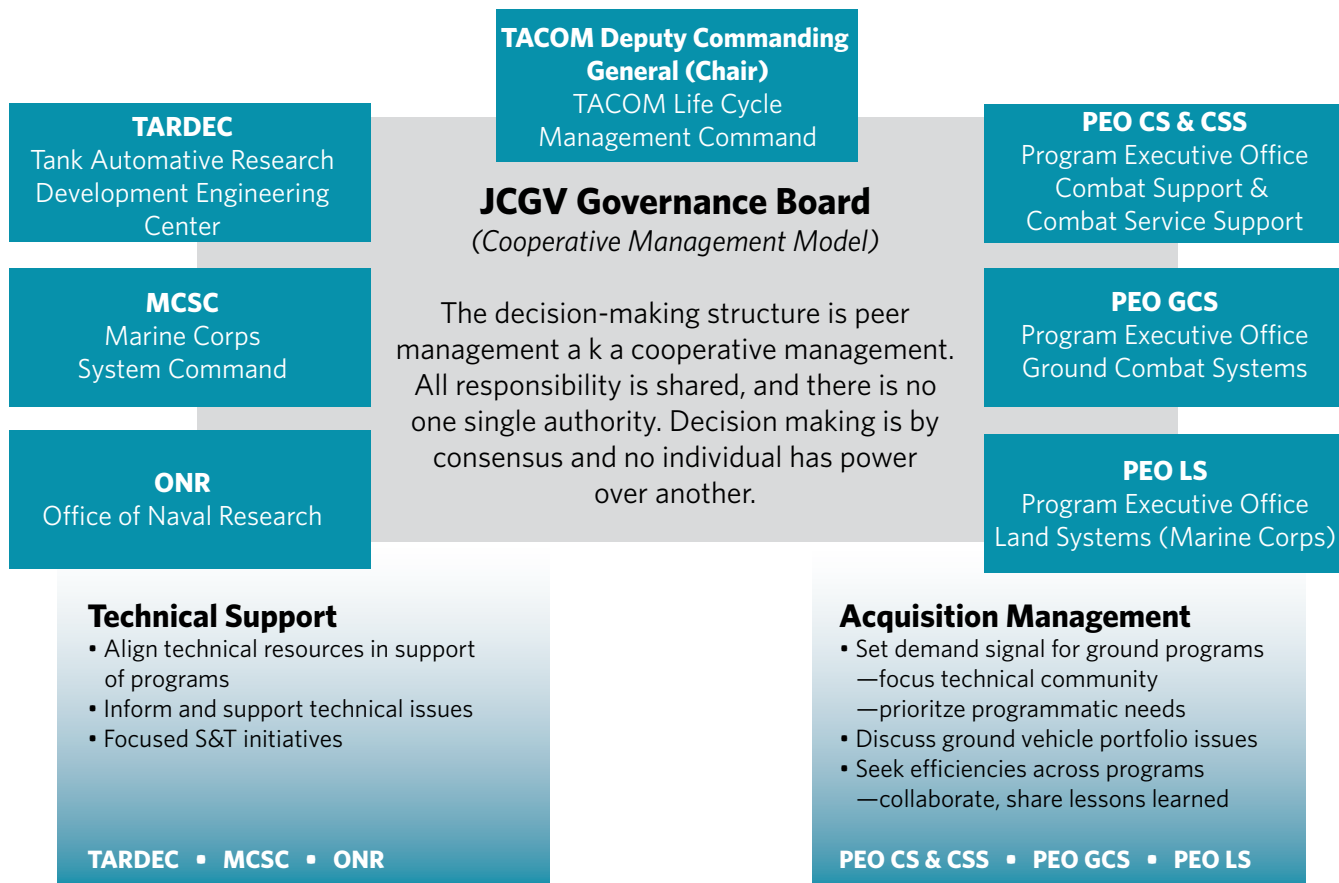 TACOM Deputy Commanding
General (Chair)
TACOM Life Cycle
Management Command
TARDEC
Tank Automative Research
Development Engineering
Center
MCSC
Marine Corps
System Command
ONR
Office of Naval Research
JCGV Governance Board
(Cooperative Management Model)
The decision-making structure is peer
management a k a cooperative management.
All responsibility is shared, and there is no
one single authority. Decision making is by
consensus and no individual has power
over another.
PEO CS & CSS
Program Executive Office
Combat Support &
Combat Service Support
PEO GCS
Program Executive Office
Ground Combat Systems
PEO LS
Program Executive Office
Land Systems (Marine Corps)
Technical Support
• Align technical resources in support
of programs
• Inform and support technical issues
• Focused S&T initiatives
TARDEC • MCSC • ONR
Acquisition Management
• Set demand signal for ground programs
—focus technical community
—prioritze programmatic needs
• Discuss ground vehicle portfolio issues
• Seek efficiencies across programs
—collaborate, share lessons learned
PEO CS & CSS • PEO GCS • PEO LS